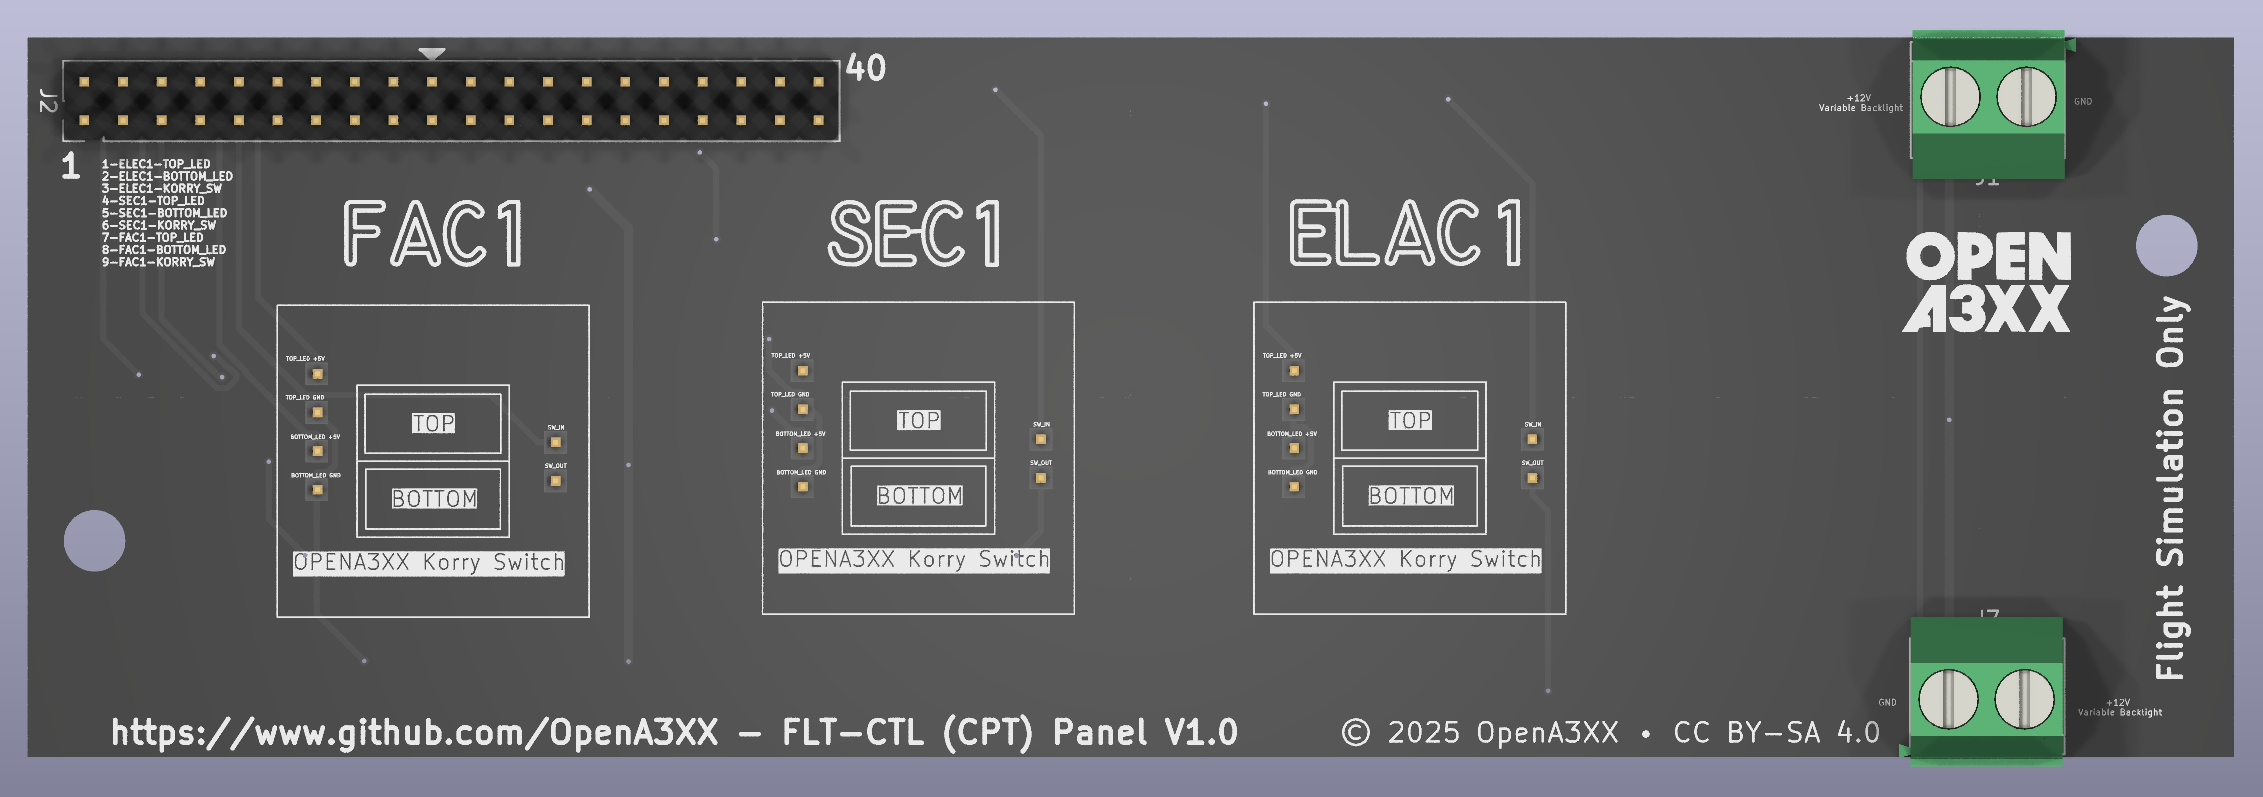 40
J2
1
1-ELEC1-TOP_LED
2-ELEC1-BOTTOM_LED
3-ELEC1-KORRY_SW
4-SEC1-TOP_LED
5-SEC1-BOTTOM_LED
6-SEC1-KORRY_SW
7-FAC1-TOP_LED
8-FAC1-BOTTOM_LED
9-FAC1-KORRY_SW
+12V
Variable Backlight
GND
J1
FAC1
SEC1
ELAC1
OPEN
A3XX
Flight Simulation Only
TOP_LED +5V
TOP_LED GND
BOTTOM_LED +5V
BOTTOM_LED GND
TOP
BOTTOM
SW_IN
SW_OUT
OPENA3XX Korry Switch
TOP_LED +5V
TOP_LED GND
BOTTOM_LED +5V
BOTTOM_LED GND
TOP
BOTTOM
SW_IN
SW_OUT
OPENA3XX Korry Switch
TOP_LED +5V
TOP_LED GND
BOTTOM_LED +5V
BOTTOM_LED GND
TOP
BOTTOM
SW_IN
SW_OUT
OPENA3XX Korry Switch
J7
GND
+12V
Variable Backlight
https://www.github.com/OpenA3XX - FLT-CTL (CPT) Panel V1.0
© 2025 OpenA3XX • CC BY-SA 4.0